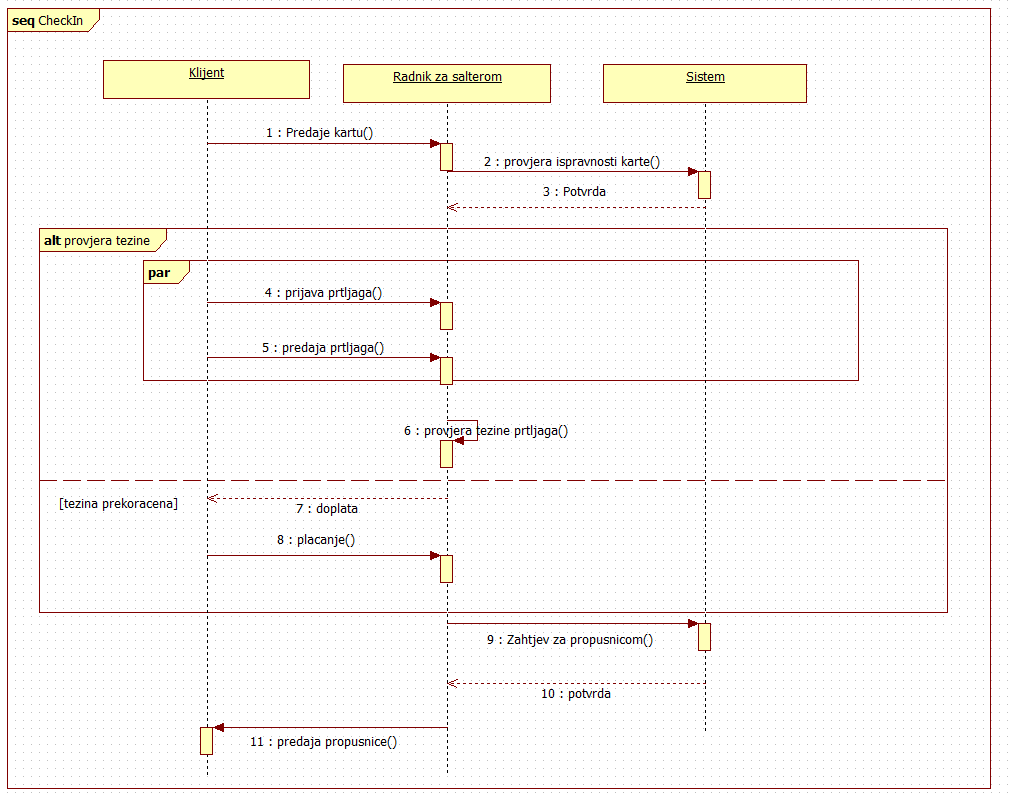 seq CheckIn
Klijent
Radnik za salterom
Sistem
1 : Predaje kartu()
2 : provjera ispravnosti karte()
3 : Potvrda
alt provjera tezine
par
4 : prijava prtljaga()
5 : predaja prtljaga()
6 : provjera tezine prtljaga()
[tezina prekoracena]
7 : doplata
8 : placanje()
9 : Zahtjev za propusnicom()
10 : potvrda
11 : predaja propusnice()